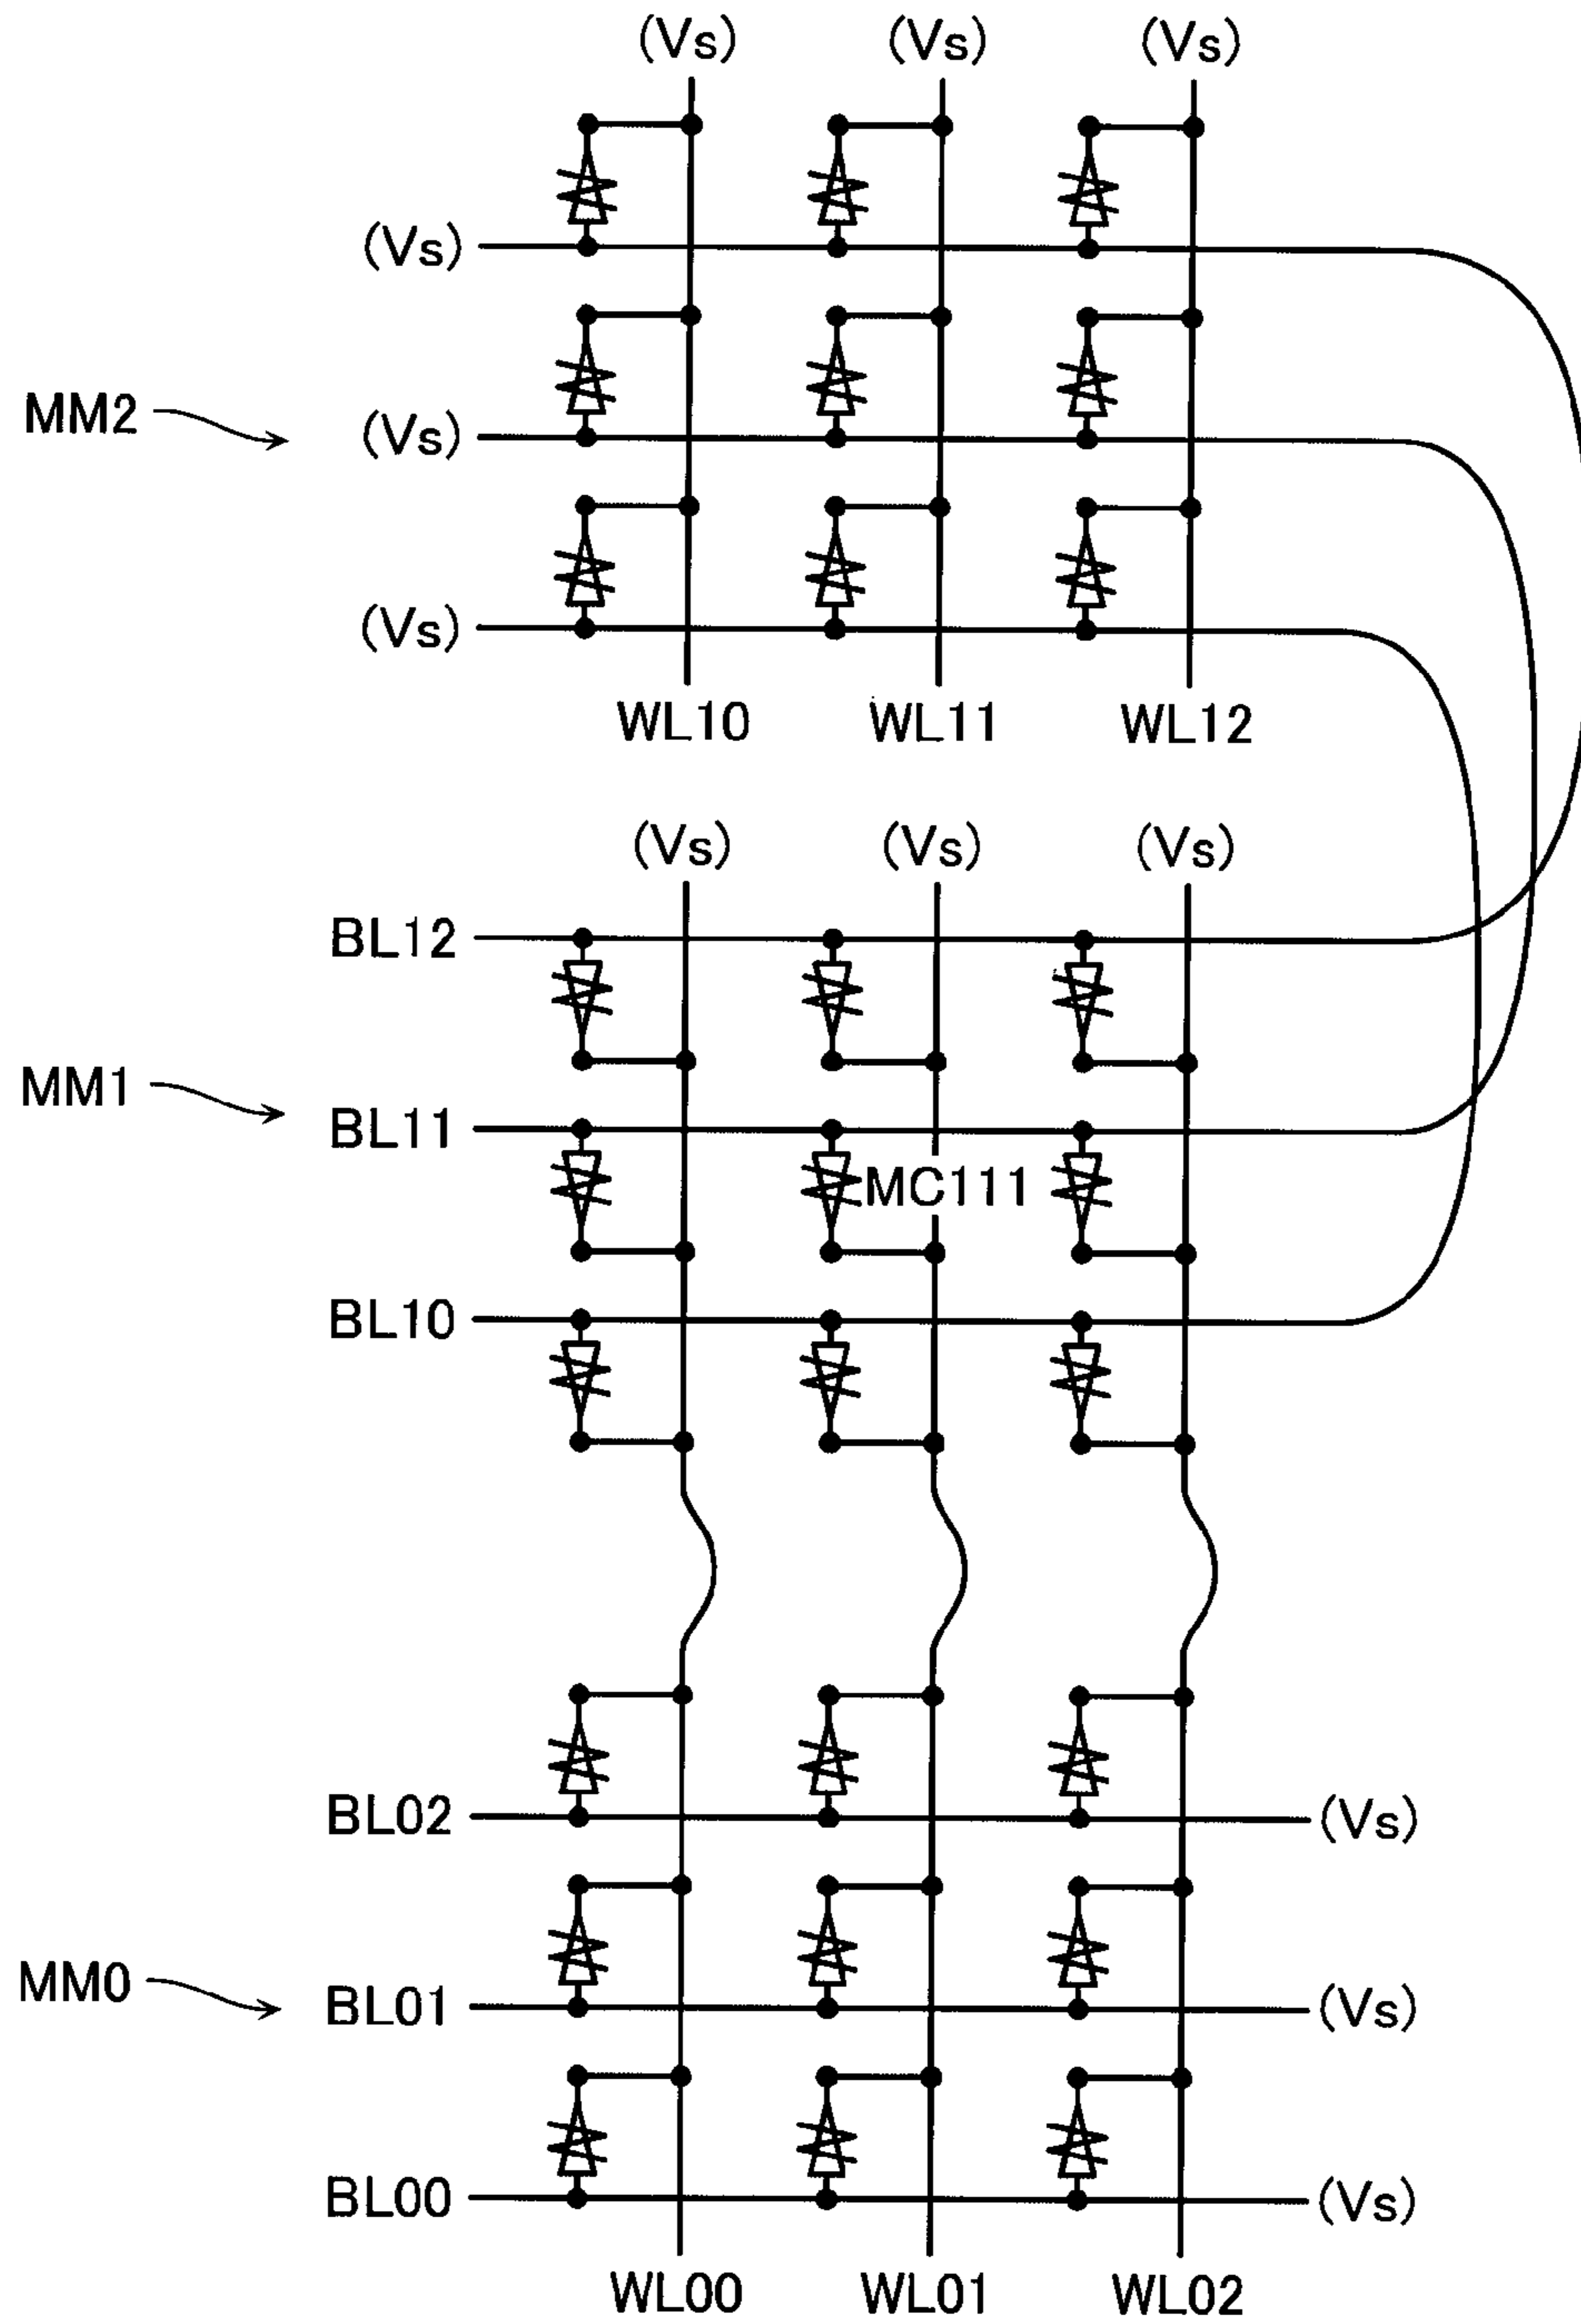 (Vs) (Vs) (Vs)
(Vs)
MM2 (Vs)
(Vs)
WL10 WL11 WL12
(Vs) (Vs) (Vs)
BL12
MM1
BL11
MC111
BL10
BL02 (Vs)
MM0
BL01 (Vs)
BL00 (Vs)
WL00 WL01 WL02